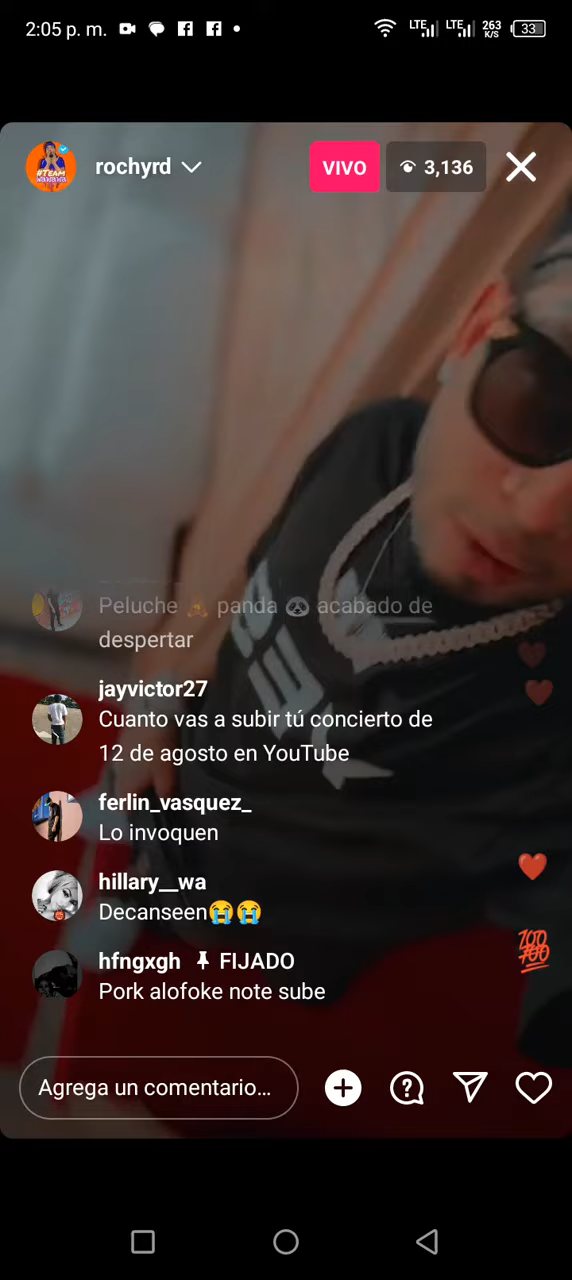 2:05 p. m.
LTE
LTE
263
K/S
33
#TEAM
rochyrd
VIVO
3,136
Peluche 🧸 panda 🐼 acabado de
despertar
jayvictor27
Cuanto vas a subir tú concierto de
12 de agosto en YouTube
ferlin_vasquez_
Lo invoquen
hillary__wa
Decanseen😭😭
hfngxgh 📌 FIJADO
Pork alofoke note sube
💯
Agrega un comentario...